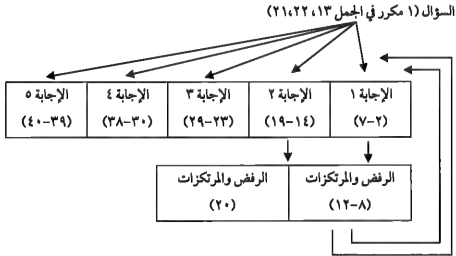 السؤال (١ مكرر في الجمل ١٣، ٢١،٢٢)
الإجابة ١ الإجابة ٢ الإجابة ٣ الإجابة ٤ الإجابة ٥
(٢-٧) (١٤-١٩) (٢٣-٢٩) (٣٠-٣٨) (٣٩-٤٠)
الرفض والمرتكزات الرفض والمرتكزات
(٨-١٢) (٢٠)